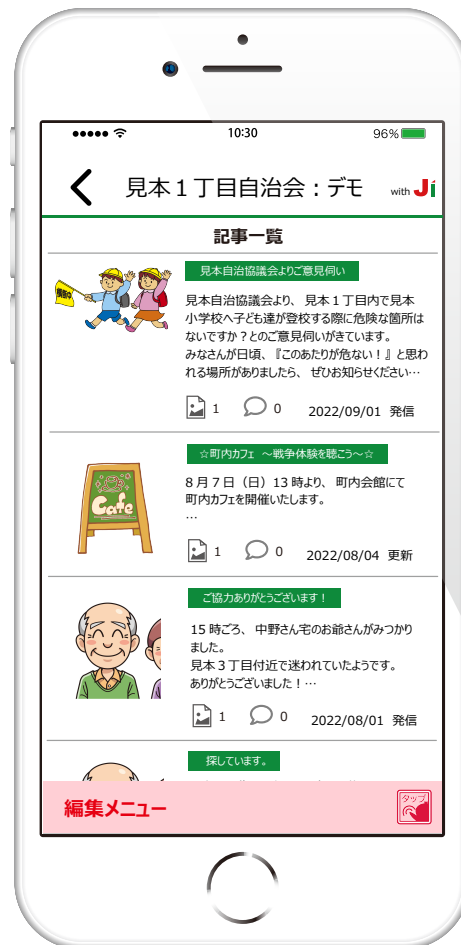 10:30
96%
見本１丁目自治会：デモ
with Ji
記事一覧
見本自治協議会よりご意見伺い
横断中
見本自治協議会より、見本１丁目内で見本
小学校へ子ども達が登校する際に危険な箇所は
ないですか？とのご意見伺いがきています。
みなさんが日頃、『このあたりが危ない！』と思わ
れる場所がありましたら、ぜひお知らせください…
1 0 2022/09/01 発信
☆町内カフェ ～戦争体験を聴こう～☆
Cafe
８月７日（日）13 時より、町内会館にて
町内カフェを開催いたします。
…
1 0 2022/08/04 更新
ご協力ありがとうございます！
15 時ごろ、中野さん宅のお爺さんがみつかり
ました。
見本３丁目付近で迷われていたようです。
ありがとうございました！…
1 0 2022/08/01 発信
探しています。
編集メニュー
タップ